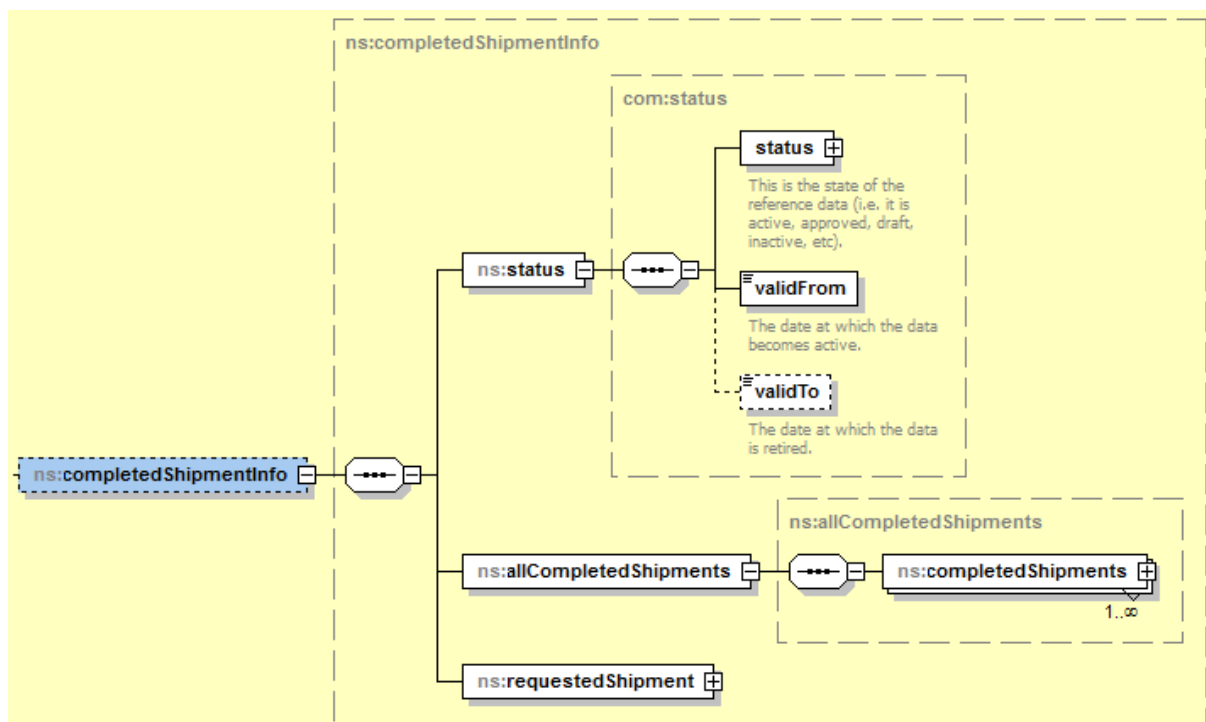 ns:completedShipmentInfo
com:status
status
This is the state of the
reference data (i.e. it is
active, approved, draft,
inactive, etc).
ns:status
validFrom
The date at which the data
becomes active.
validTo
The date at which the data
is retired.
ns:completedShipmentInfo
ns:allCompletedShipments
ns:allCompletedShipments
ns:completedShipments
1..∞
ns:requestedShipment